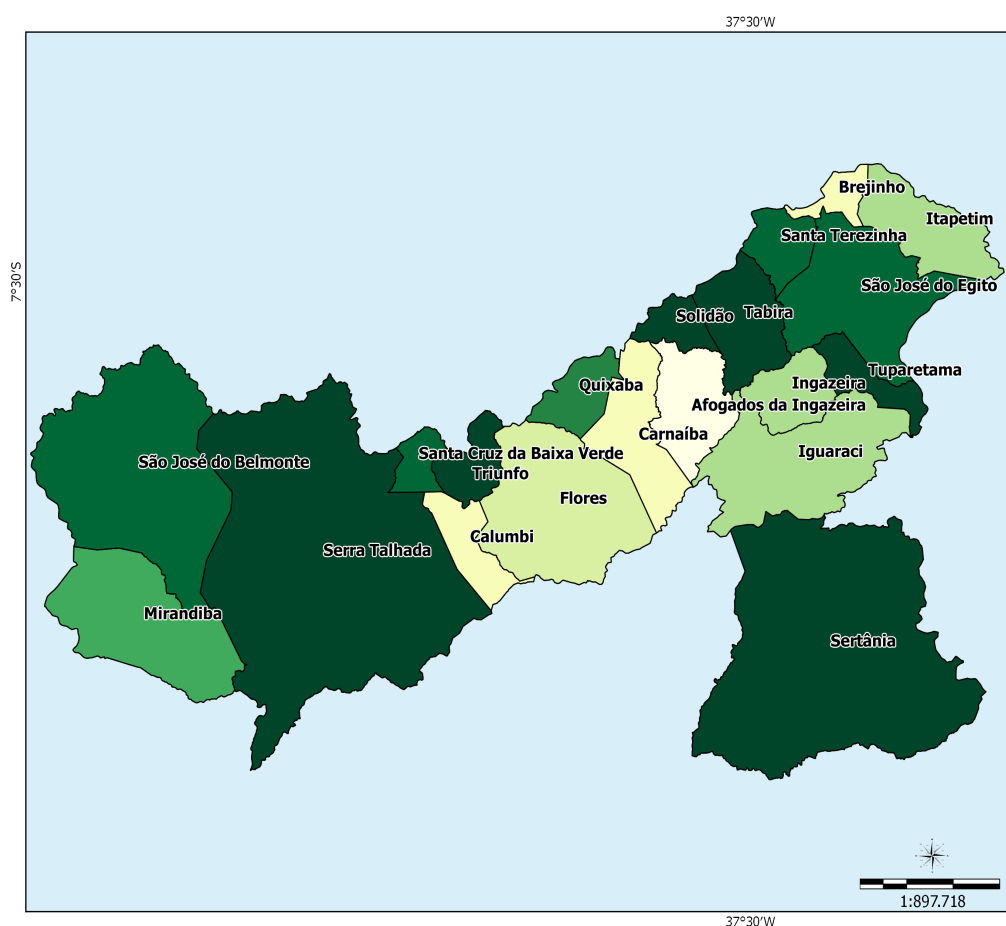 37°30'W
7°30'S
Brejinho
Itapetim
Santa Terezinha
São José do Egito
Solidão
Tabira
Tuparetama
Quixaba
Ingazeira
Afogados da Ingazeira
Carnaíba
Iguaraci
Santa Cruz da Baixa Verde
São José do Belmonte
Triunfo
Flores
Calumbi
Serra Talhada
Mirandiba
Sertânia
1:897.718
37°30'W